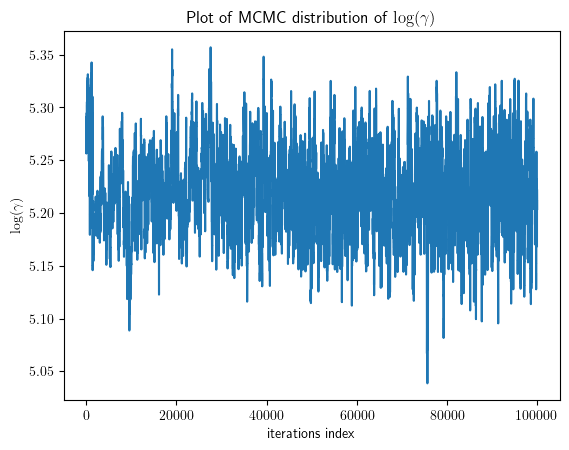 Plot of MCMC distribution of log(γ)
5.35
5.30
5.25
5.20
5.15
5.10
5.05
log(γ)
0 20000 40000 60000 80000 100000
iterations index